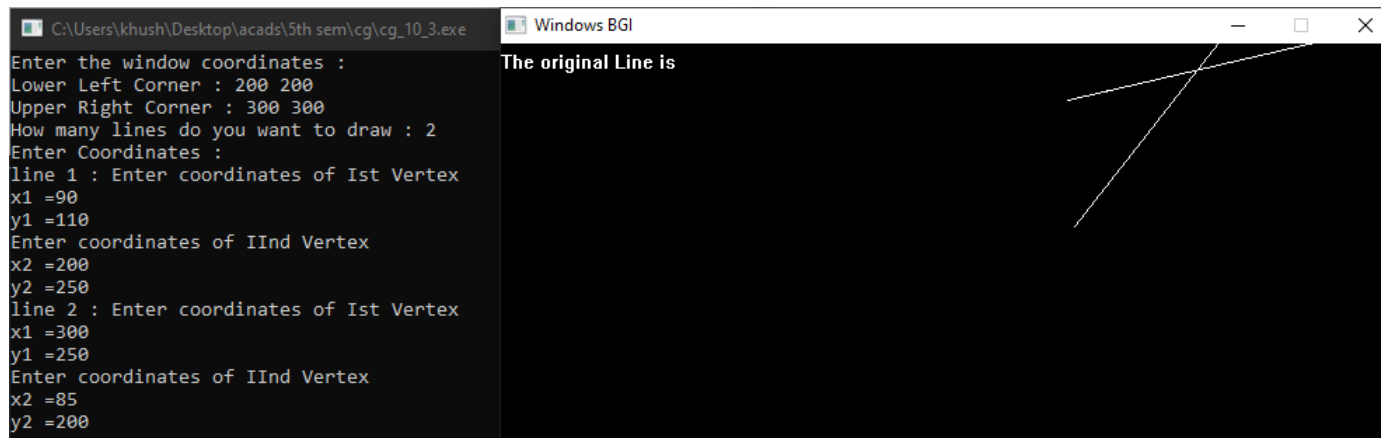 C:\Users\khush\Desktop\acads\5th sem\cg\cg_10_3.exe
Enter the window coordinates :
Lower Left Corner : 200 200
Upper Right Corner : 300 300
How many lines do you want to draw : 2
Enter Coordinates :
line 1 : Enter coordinates of Ist Vertex
x1 =90
y1 =110
Enter coordinates of IInd Vertex
x2 =200
y2 =250
line 2 : Enter coordinates of Ist Vertex
x1 =300
y1 =250
Enter coordinates of IInd Vertex
x2 =85
y2 =200
Windows BGI
The original Line is